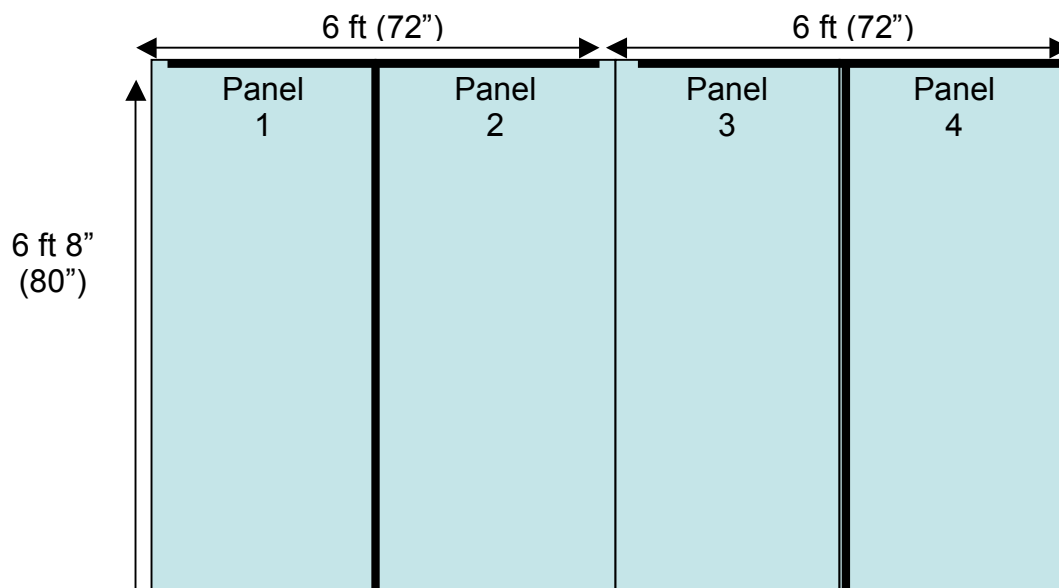 6 ft (72”) 6 ft (72”)
Panel Panel Panel Panel
1 2 3 4
6 ft 8”
(80”)